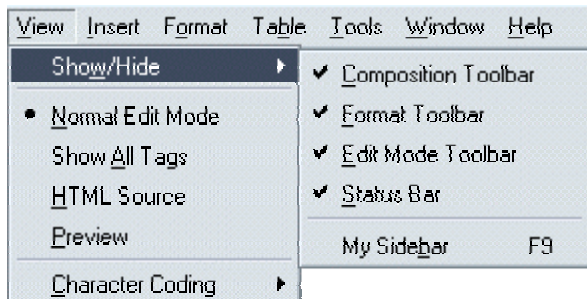 View Insert Format Table Tools Window Help
Show/Hide
Normal Edit Mode
Show All Tags
HTML Source
Preview
Character Coding
Composition Toolbar
Format Toolbar
Edit Mode Toolbar
Status Bar
My Sidebar F9